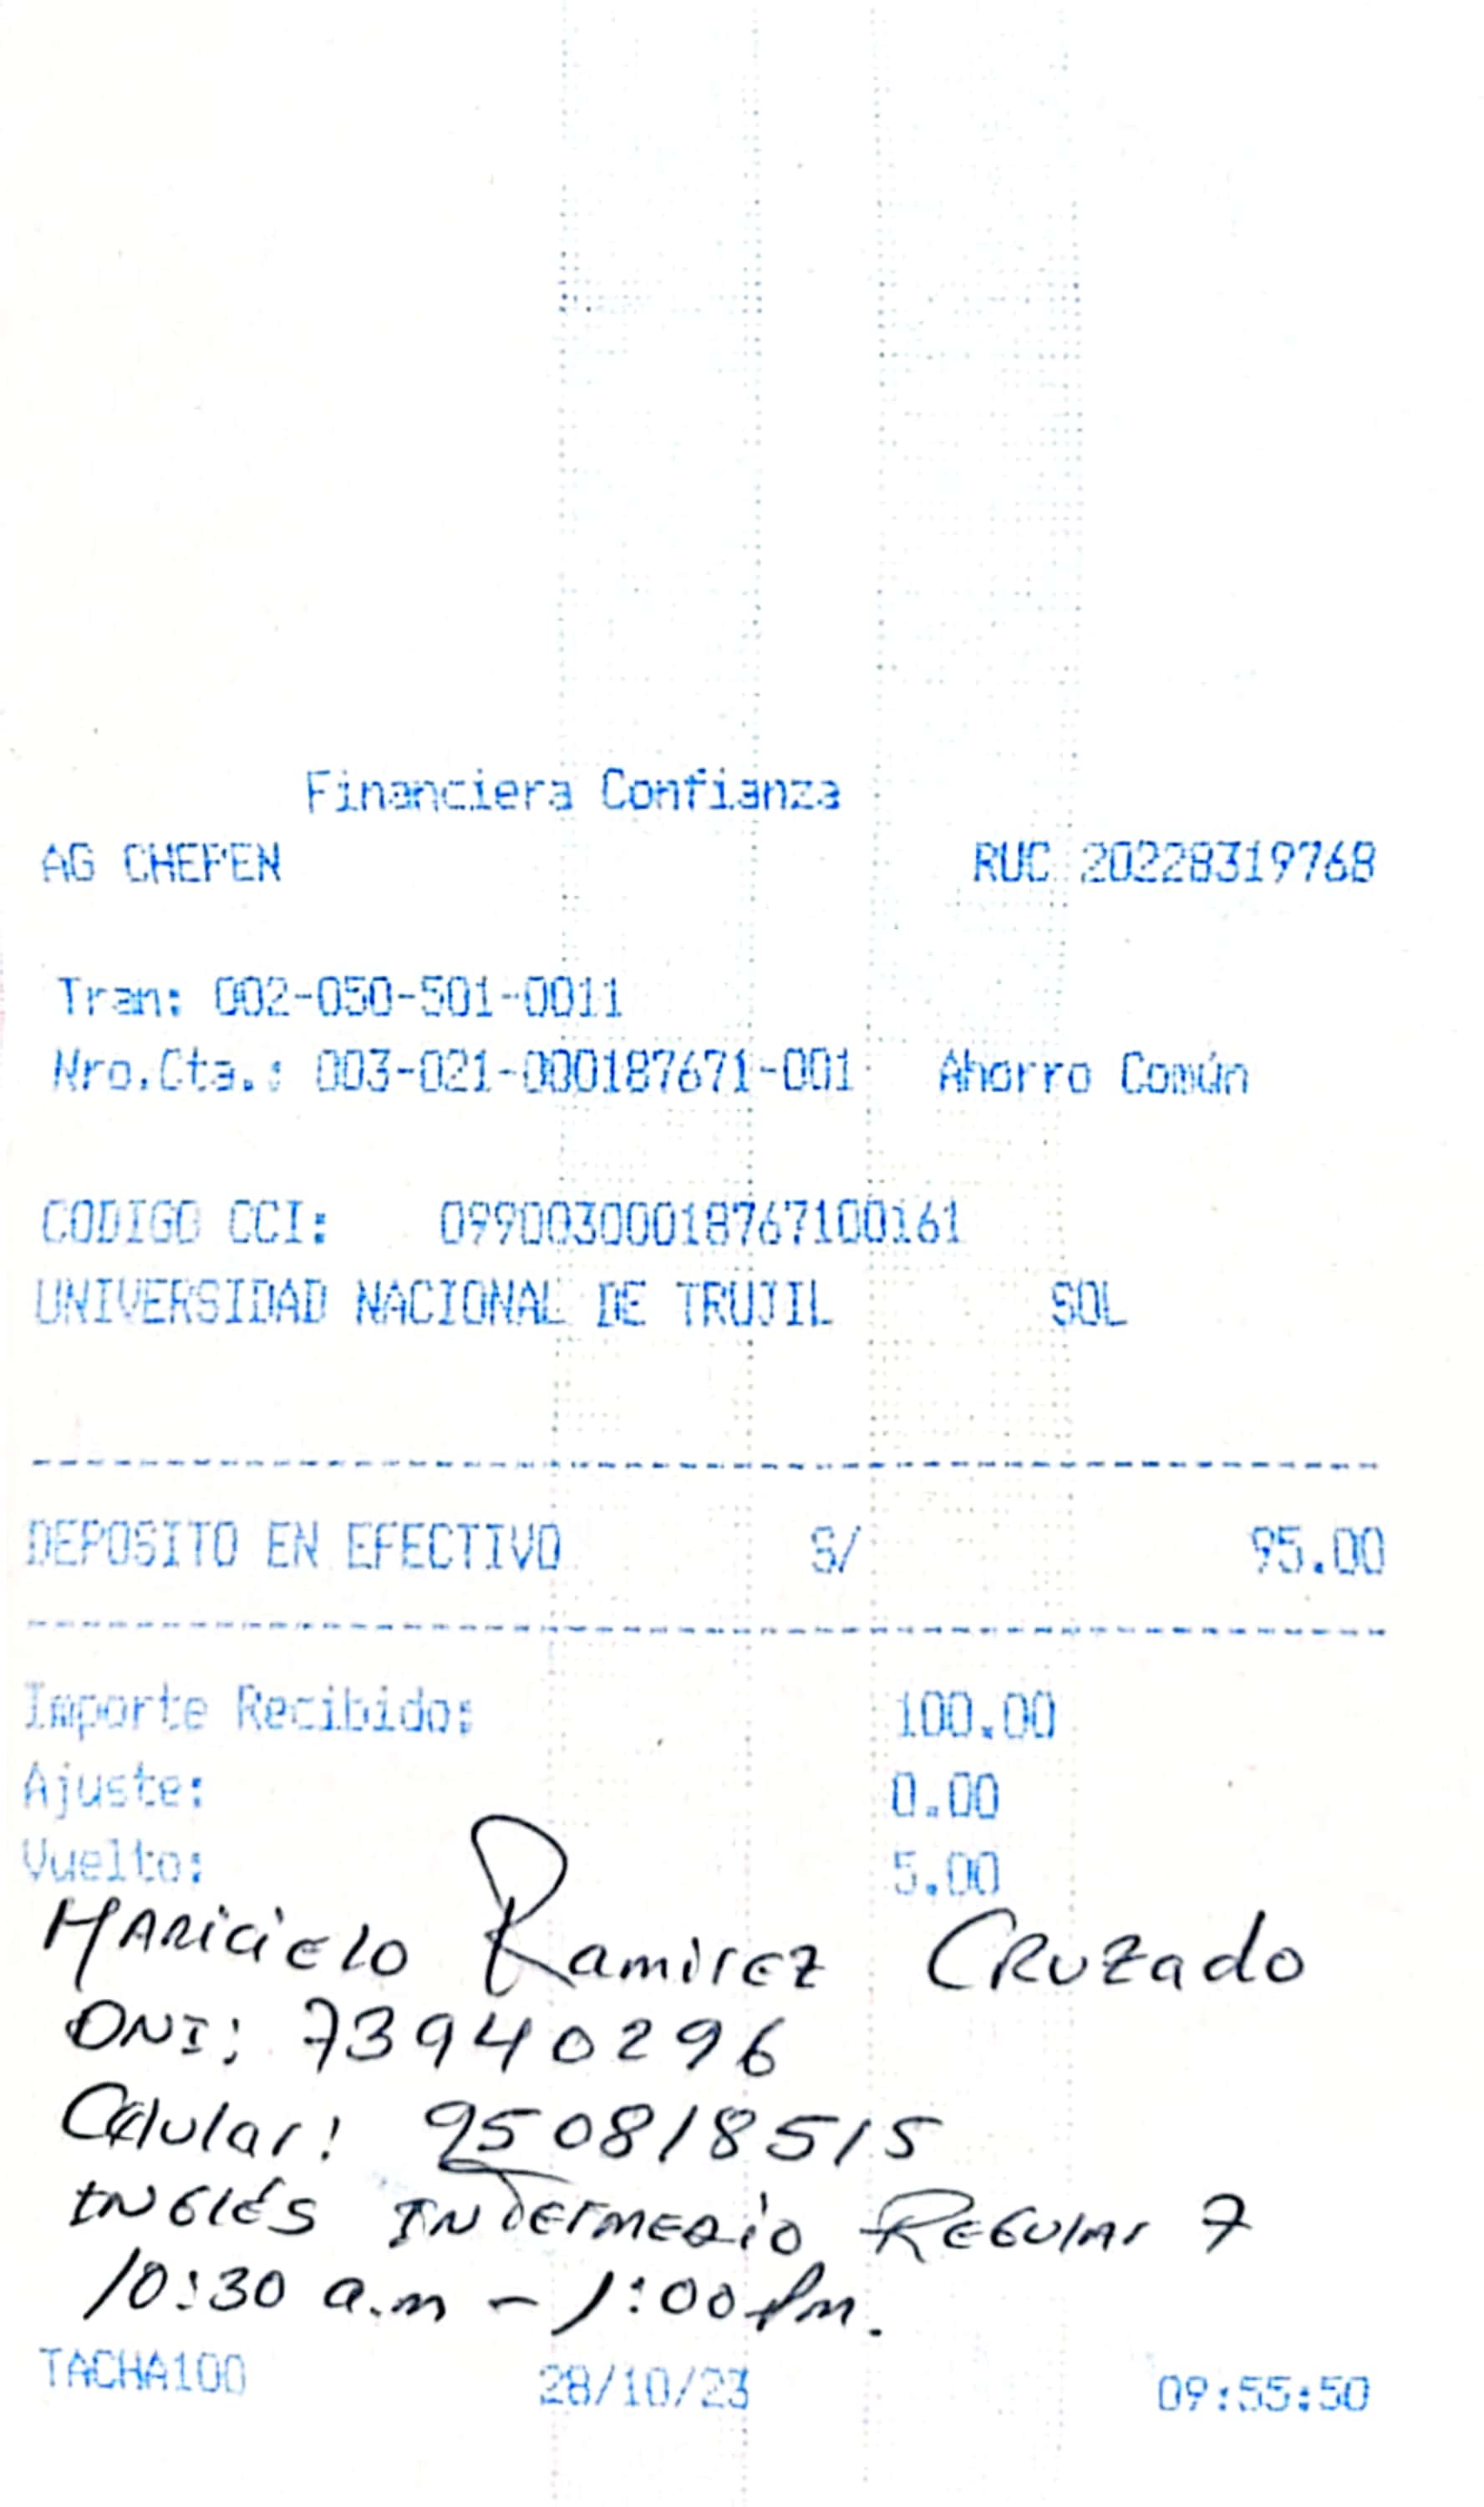 Financiera Confianza
AG CHEPEN RUC 20228319768
Tran: 002-050-501-0011
Nro.Cta.: 003-021-000187671-001 Ahorro Común
CODIGO CCI: 09900300018767100161
UNIVERSIDAD NACIONAL DE TRUJIL SOL
DEPOSITO EN EFECTIVO S/ 95.00
Importe Recibido: 100.00
Ajuste: 0.00
Vuelto: 5.00
MARiciElo Ramirez CRuzado
DNI: 73940296
Celular: 950818515
INGlés INTERMEDio REGulAr 7
10:30 a.m - 1:00 pm.
TACHA100 28/10/23 09:55:50